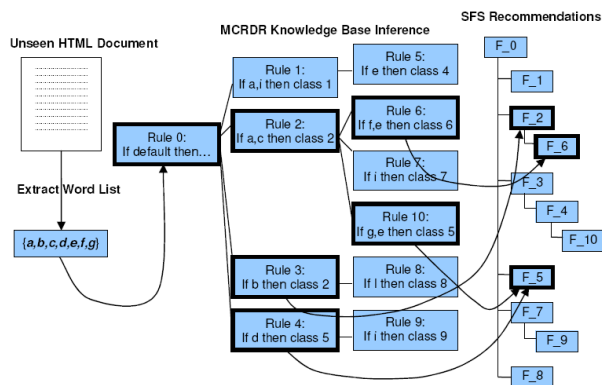 SFS Recommendations
MCRDR Knowledge Base Inference
Unseen HTML Document
F_0
Rule 5:
If e then class 4
Rule 1:
If a,i then class 1
F_1
Rule 6:
If f,e then class 6
Rule 2:
If a,c then class 2
F_2
Rule 0:
If default then...
F_6
Rule 7:
If i then class 7
F_3
Extract Word List
F_4
Rule 10:
If g,e then class 5
F_10
{a,b,c,d,e,f,g}
Rule 3:
If b then class 2
Rule 8:
If l then class 8
F_5
F_7
Rule 4:
If d then class 5
Rule 9:
If i then class 9
F_9
F_8